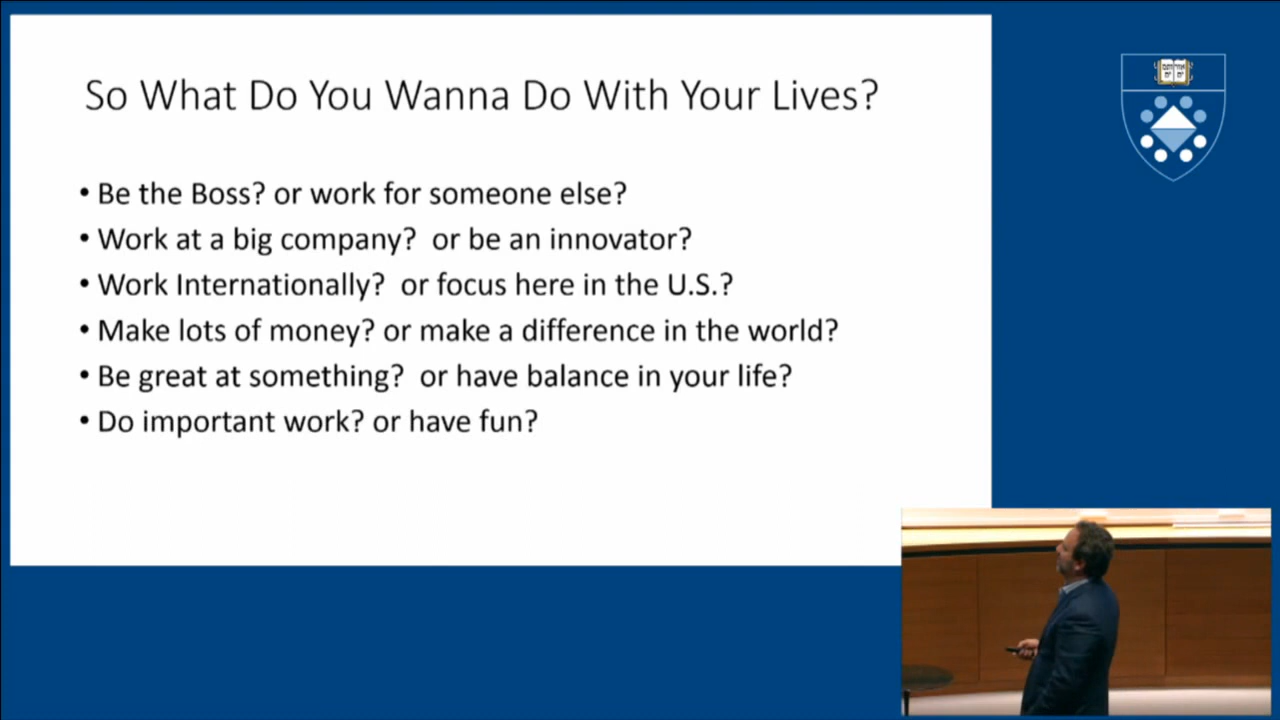 So What Do You Wanna Do With Your Lives?
• Be the Boss? or work for someone else?
• Work at a big company?  or be an innovator?
• Work Internationally?  or focus here in the U.S.?
• Make lots of money? or make a difference in the world?
• Be great at something?  or have balance in your life?
• Do important work? or have fun?